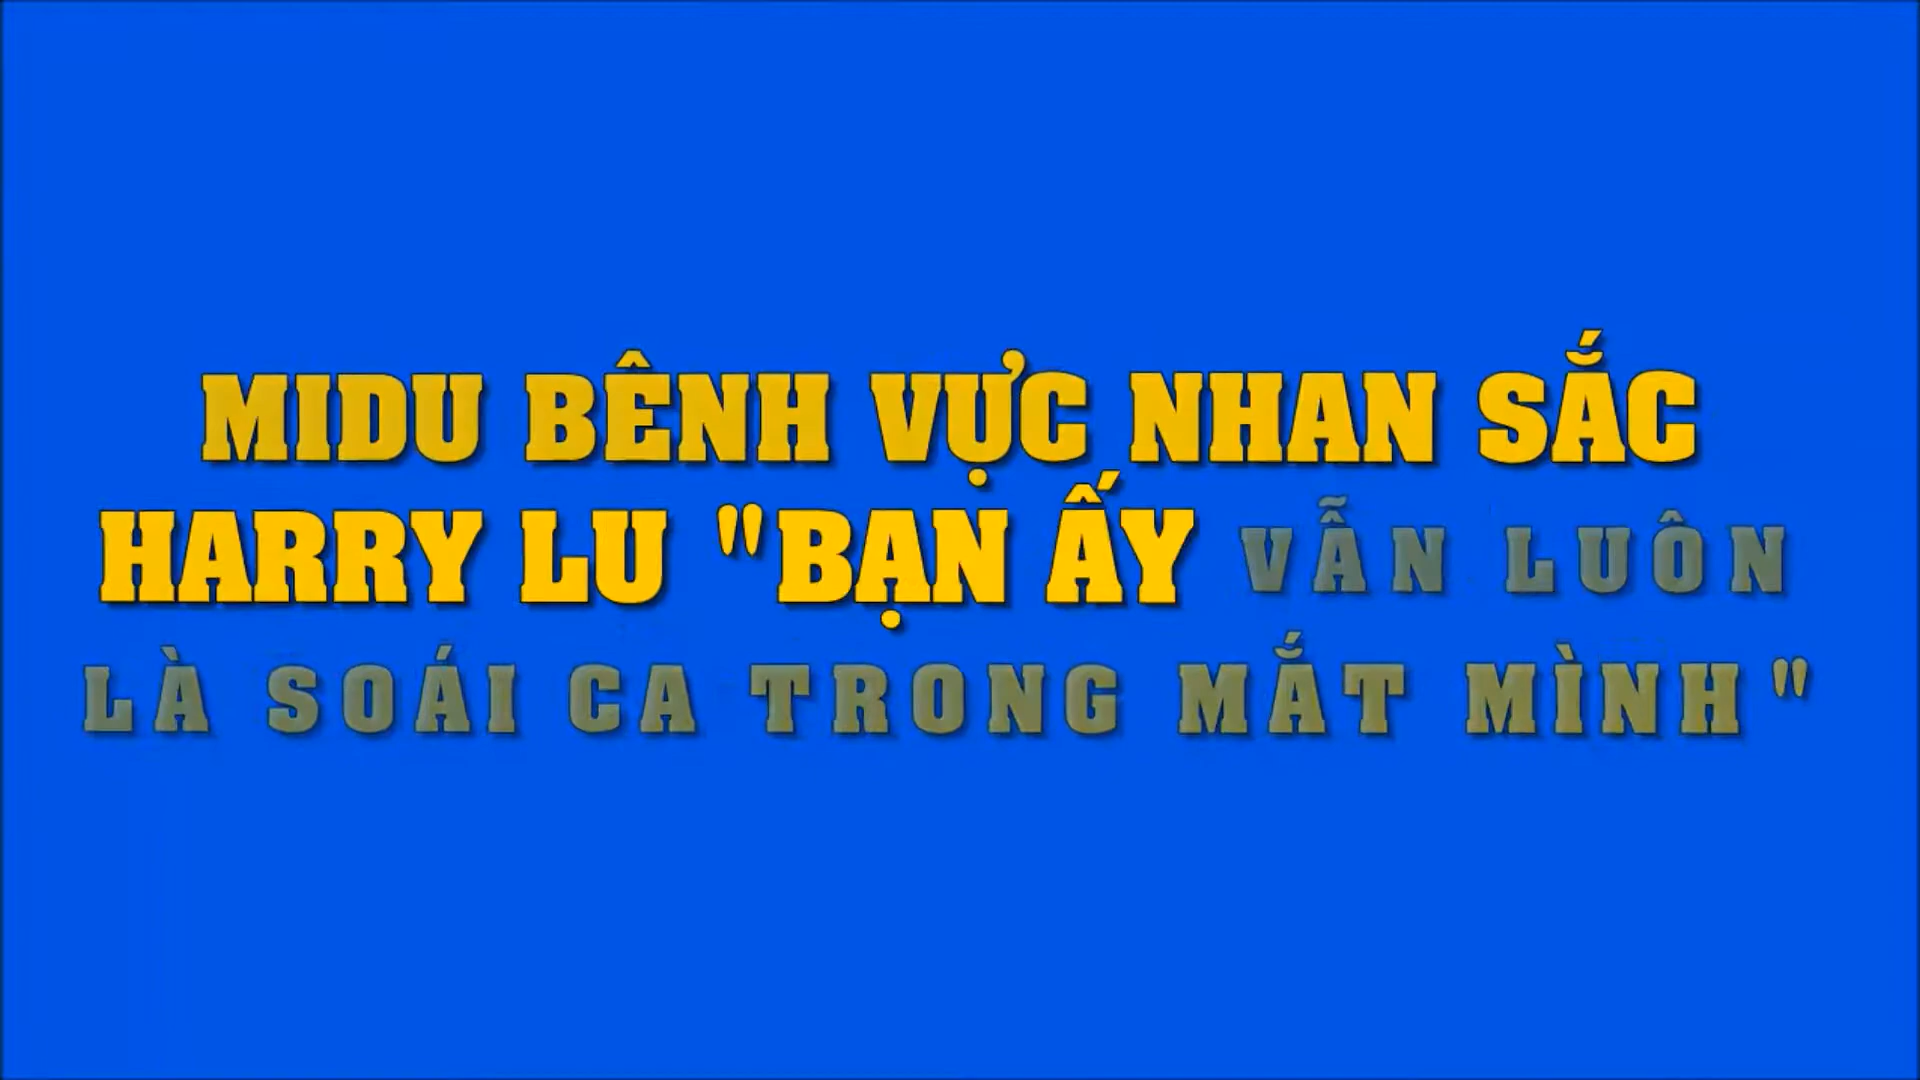 MIDU BÊNH VỰC NHAN SẮC
HARRY LU "BẠN ẤY VẪN LUÔN
LÀ SOÁI CA TRONG MẮT MÌNH"